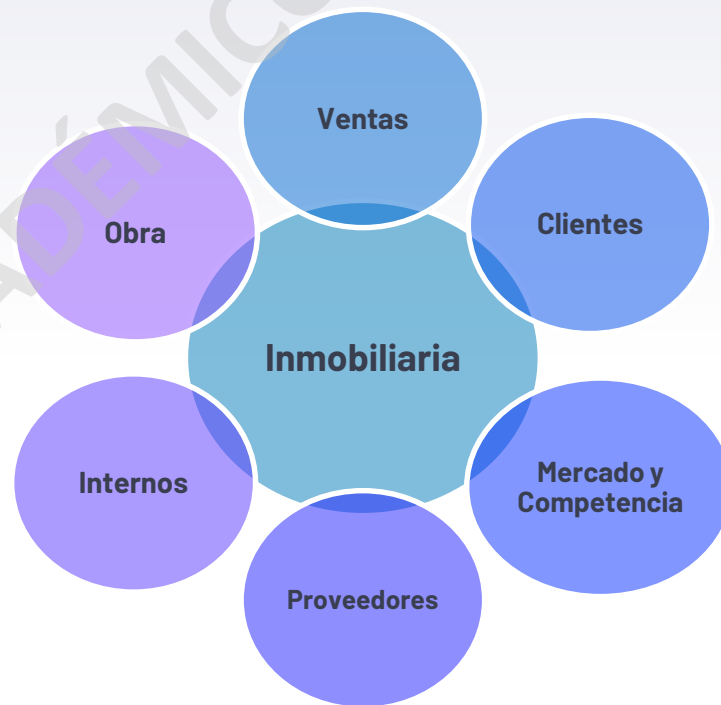 Ventas
Clientes
Obra
Inmobiliaria
Internos
Mercado y
Competencia
Proveedores